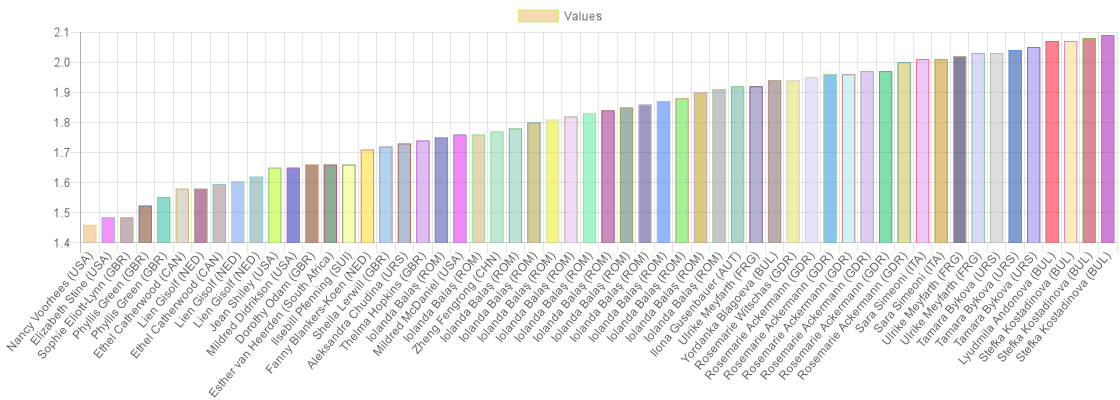 Values
2.1
2.0
1.9
1.8
1.7
1.6
1.5
1.4
Nancy Voorhees (USA)
Elizabeth Stine (USA)
Sophie Eliott-Lynn (GBR)
Phyllis Green (GBR)
Phyllis Green (GBR)
Ethel Catherwood (CAN)
Lien Gisolf (NED)
Ethel Catherwood (CAN)
Lien Gisolf (NED)
Lien Gisolf (NED)
Jean Shiley (USA)
Mildred Didrikson (USA)
Dorothy Odam (GBR)
Esther van Heerden (South Africa)
Ilsebill Pfenning (SUI)
Fanny Blankers-Koen (NED)
Sheila Lerwill (GBR)
Aleksandra Chudina (URS)
Thelma Hopkins (GBR)
Iolanda Balaş (ROM)
Mildred McDaniel (USA)
Iolanda Balaş (ROM)
Zheng Fengrong (CHN)
Iolanda Balaş (ROM)
Iolanda Balaş (ROM)
Iolanda Balaş (ROM)
Iolanda Balaş (ROM)
Iolanda Balaş (ROM)
Iolanda Balaş (ROM)
Iolanda Balaş (ROM)
Iolanda Balaş (ROM)
Iolanda Balaş (ROM)
Iolanda Balaş (ROM)
Iolanda Balaş (ROM)
Iolanda Balaş (ROM)
Ilona Gusenbauer (AUT)
Ulrike Meyfarth (FRG)
Yordanka Blagoeva (BUL)
Rosemarie Witschas (GDR)
Rosemarie Ackermann (GDR)
Rosemarie Ackermann (GDR)
Rosemarie Ackermann (GDR)
Rosemarie Ackermann (GDR)
Rosemarie Ackermann (GDR)
Rosemarie Ackermann (GDR)
Sara Simeoni (ITA)
Sara Simeoni (ITA)
Ulrike Meyfarth (FRG)
Ulrike Meyfarth (FRG)
Tamara Bykova (URS)
Tamara Bykova (URS)
Tamara Bykova (URS)
Lyudmila Andonova (BUL)
Stefka Kostadinova (BUL)
Stefka Kostadinova (BUL)
Stefka Kostadinova (BUL)